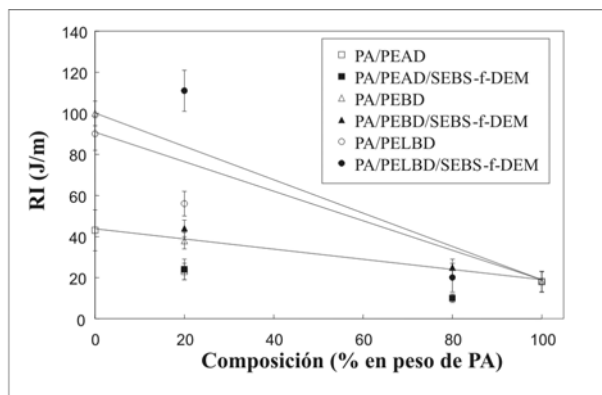 140
120
100
80
60
40
20
0
RI (J/m)
PA/PEAD
PA/PEAD/SEBS-f-DEM
PA/PEBD
PA/PEBD/SEBS-f-DEM
PA/PELBD
PA/PELBD/SEBS-f-DEM
0 20 40 60 80 100
Composición (% en peso de PA)